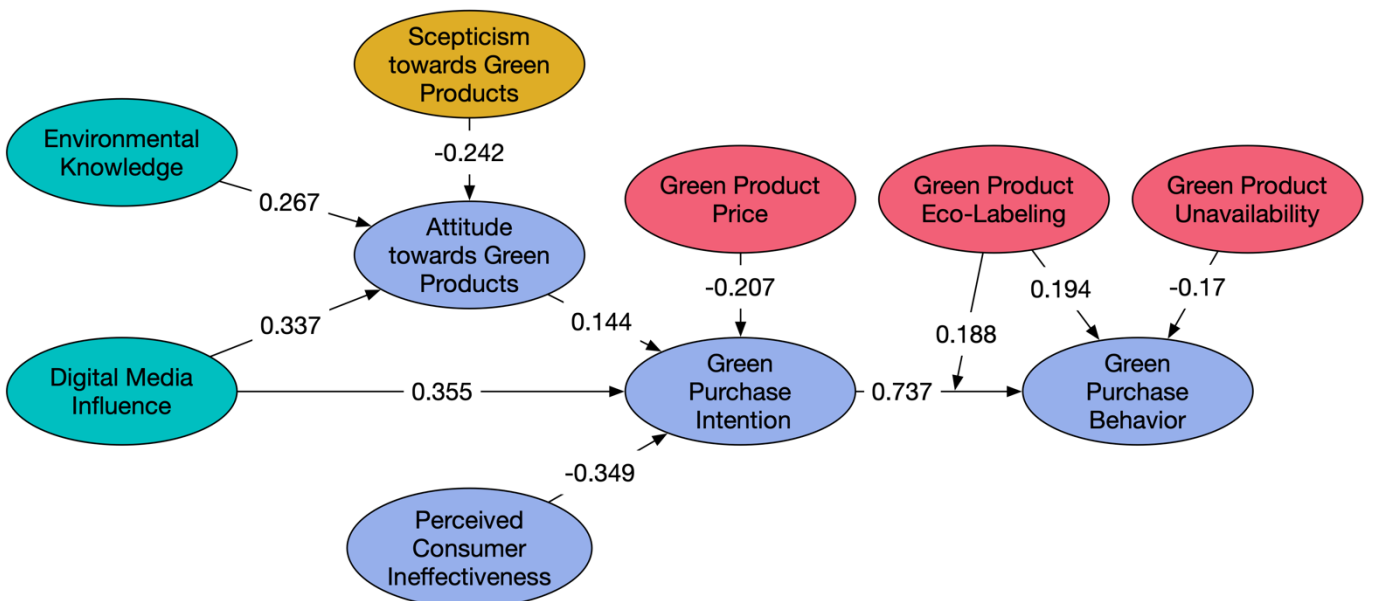 Scepticism
towards Green
Products
-0.242
Environmental
Knowledge
0.267
Attitude
towards Green
Products
Green Product
Price
Green Product
Eco-Labeling
Green Product
Unavailability
0.337
0.144
-0.207
0.188
0.194
-0.17
Digital Media
Influence
0.355
Green
Purchase
Intention
0.737
Green
Purchase
Behavior
-0.349
Perceived
Consumer
Ineffectiveness